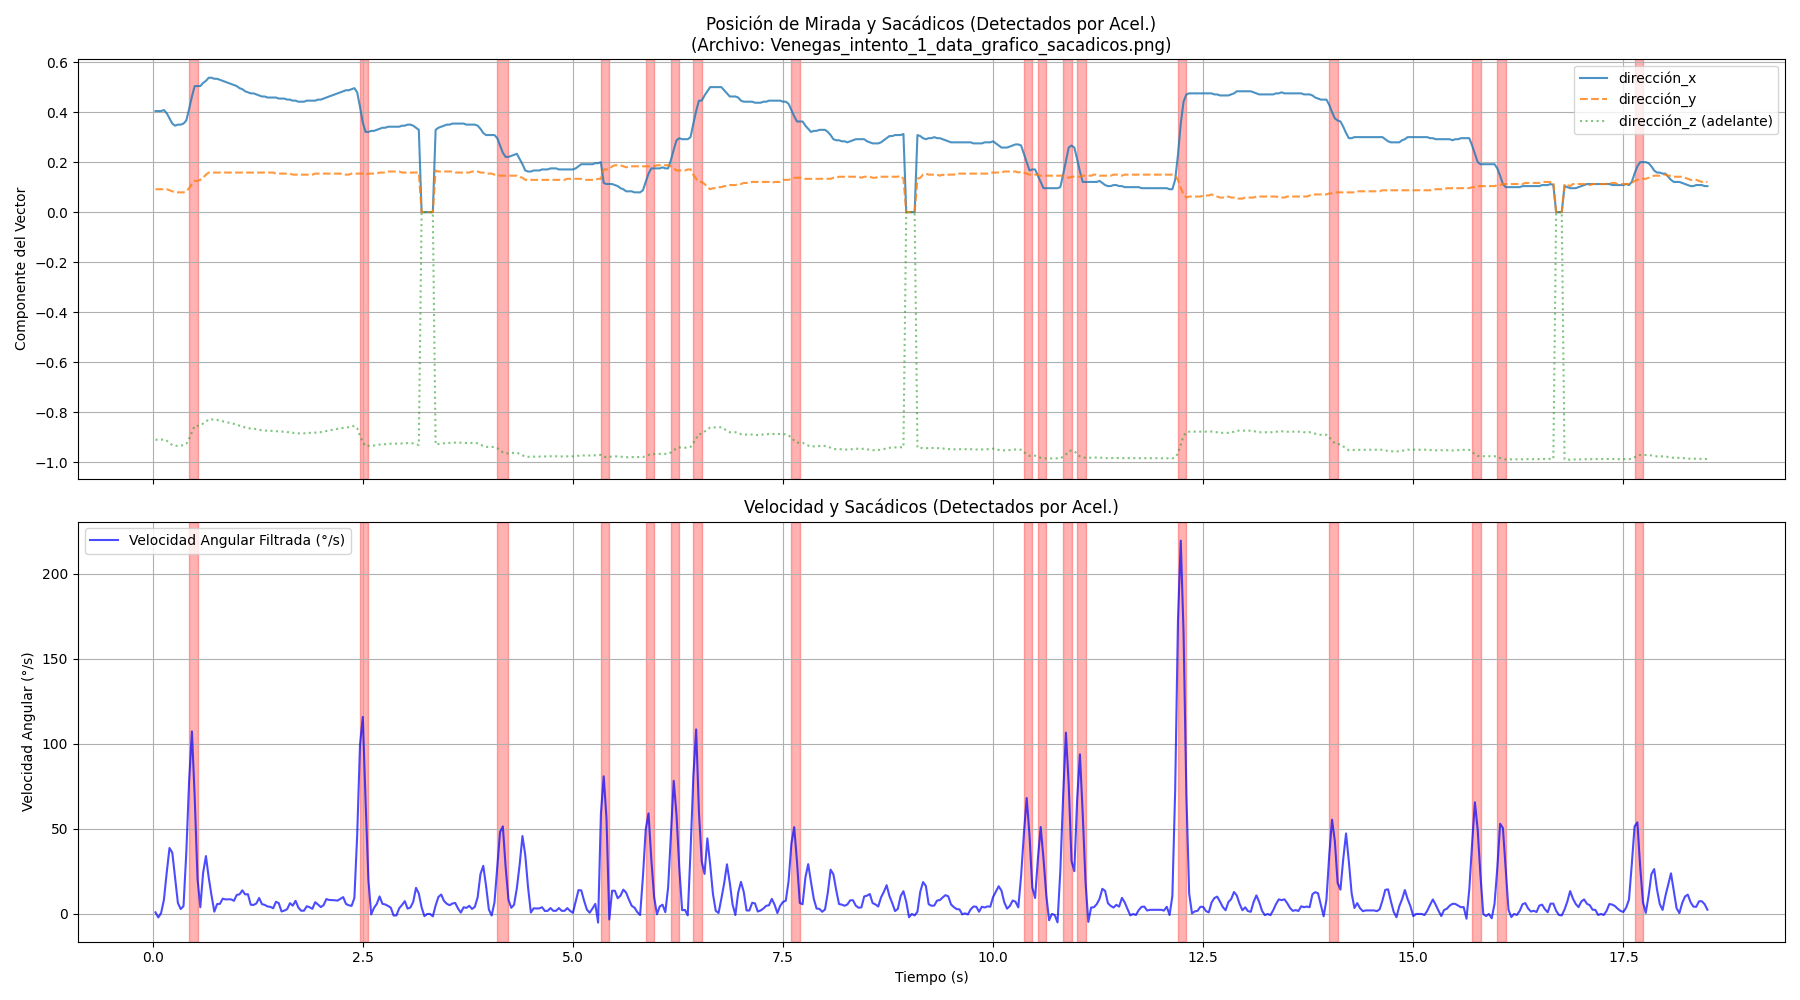 Posición de Mirada y Sacádicos (Detectados por Acel.)
(Archivo: Venegas_intento_1_data_grafico_sacadicos.png)
Componente del Vector
0.6
0.4
0.2
0.0
−0.2
−0.4
−0.6
−0.8
−1.0
dirección_x
dirección_y
dirección_z (adelante)
Velocidad y Sacádicos (Detectados por Acel.)
Velocidad Angular (°/s)
200
150
100
50
0
Velocidad Angular Filtrada (°/s)
0.0
2.5
5.0
7.5
10.0
12.5
15.0
17.5
Tiempo (s)